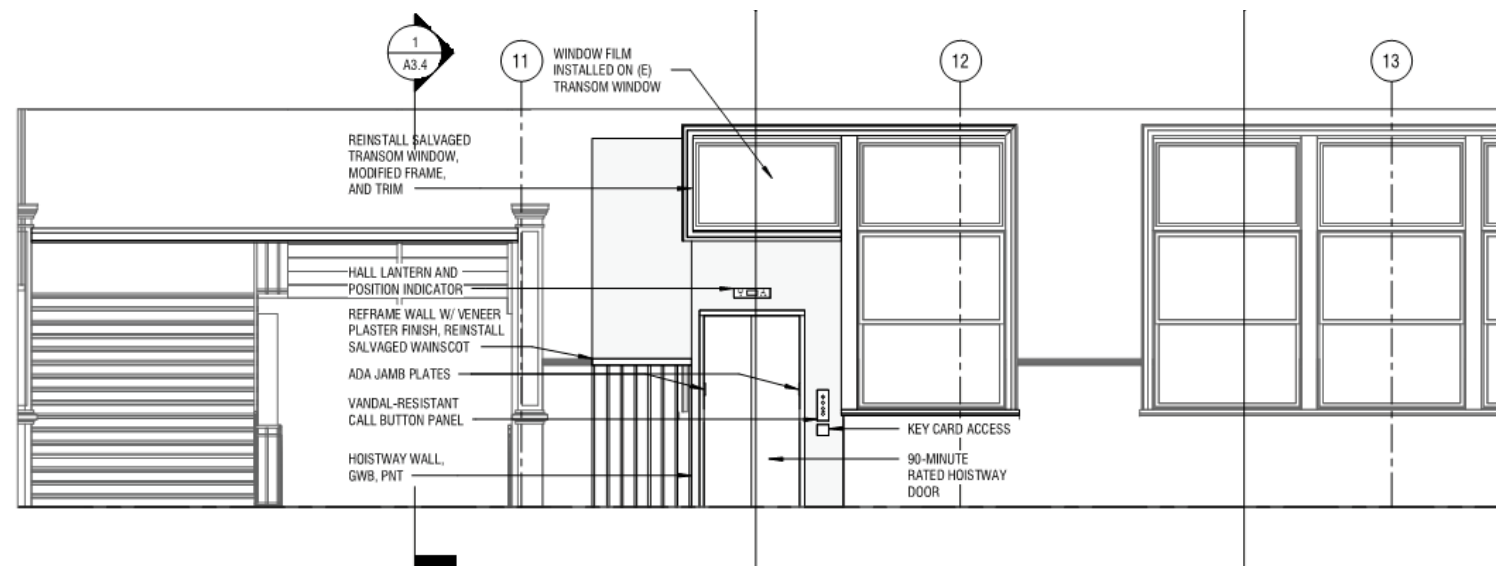 1
A3.4
11
WINDOW FILM
INSTALLED ON (E)
TRANSOM WINDOW
12
13
REINSTALL SALVAGED
TRANSOM WINDOW,
MODIFIED FRAME,
AND TRIM
HALL LANTERN AND
POSITION INDICATOR
REFRAME WALL W/ VENEER
PLASTER FINISH, REINSTALL
SALVAGED WAINSCOT
ADA JAMB PLATES
VANDAL-RESISTANT
CALL BUTTON PANEL
HOISTWAY WALL,
GWB, PNT
KEY CARD ACCESS
90-MINUTE
RATED HOISTWAY
DOOR